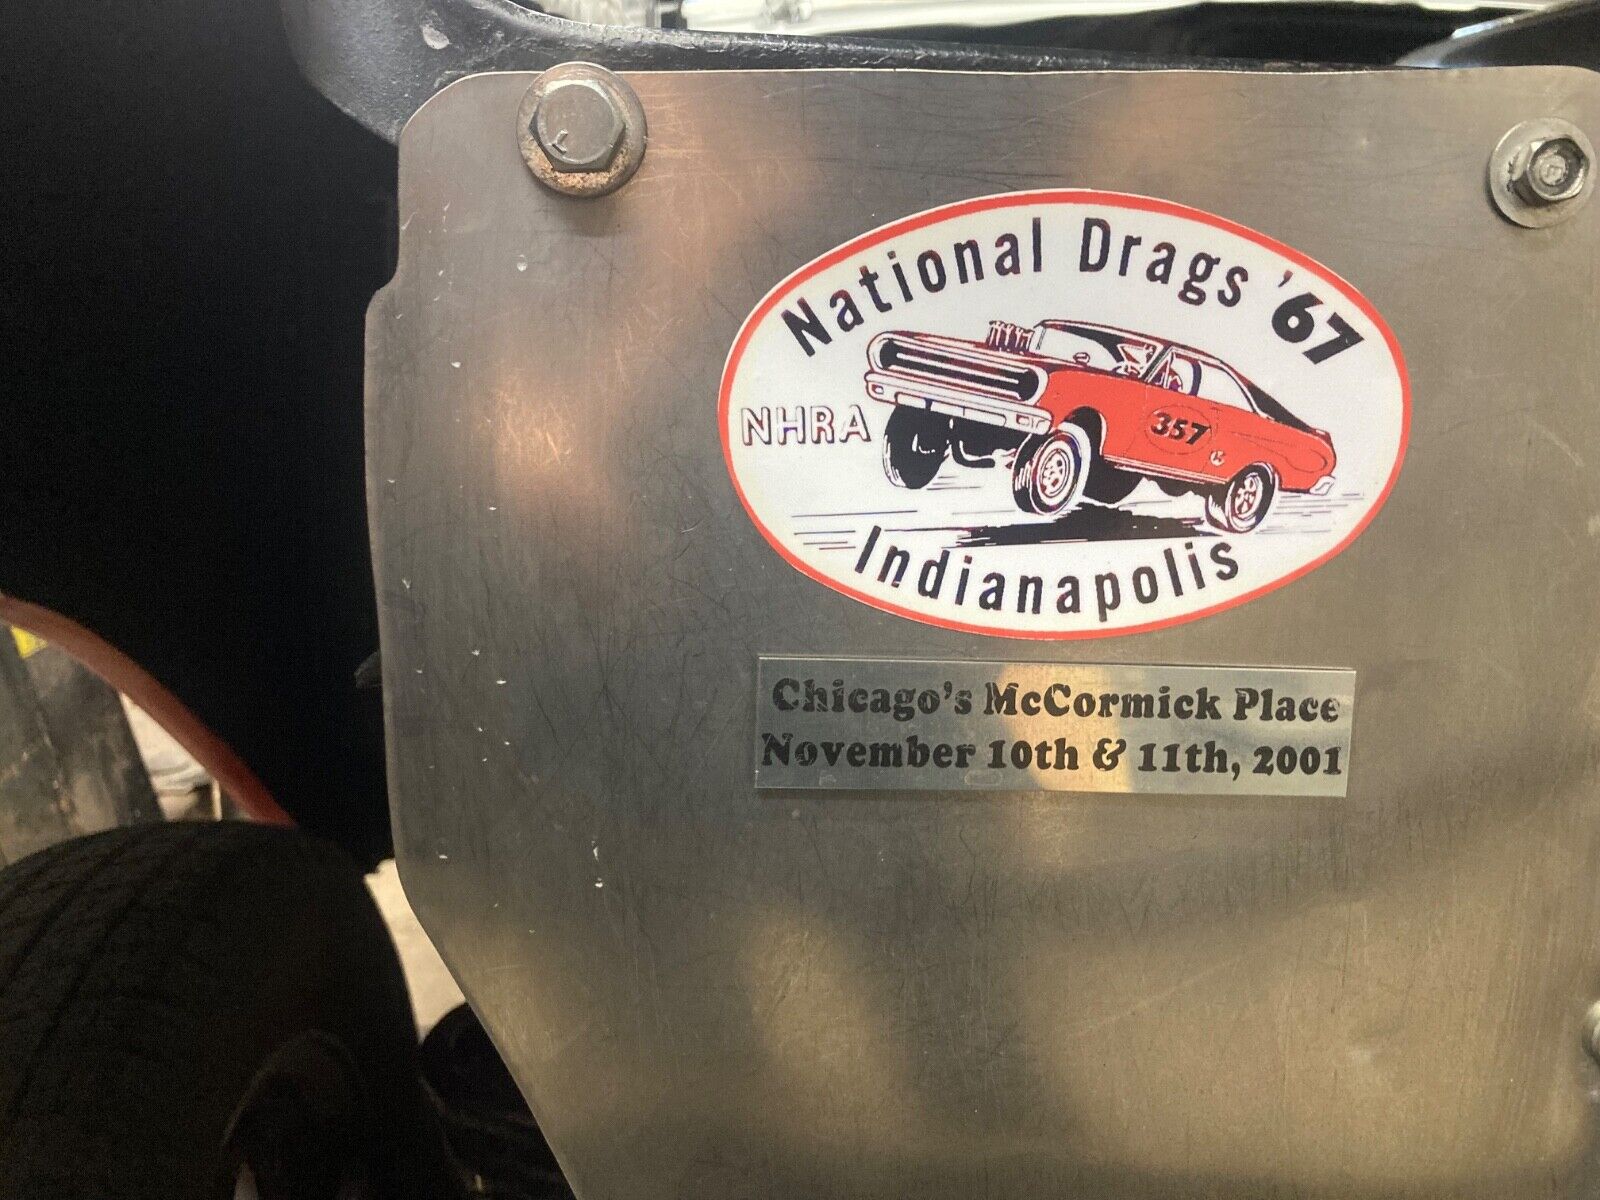 National Drags '67
NHRA
357
Indianapolis
Chicago's McCormick Place
November 10th & 11th, 2001